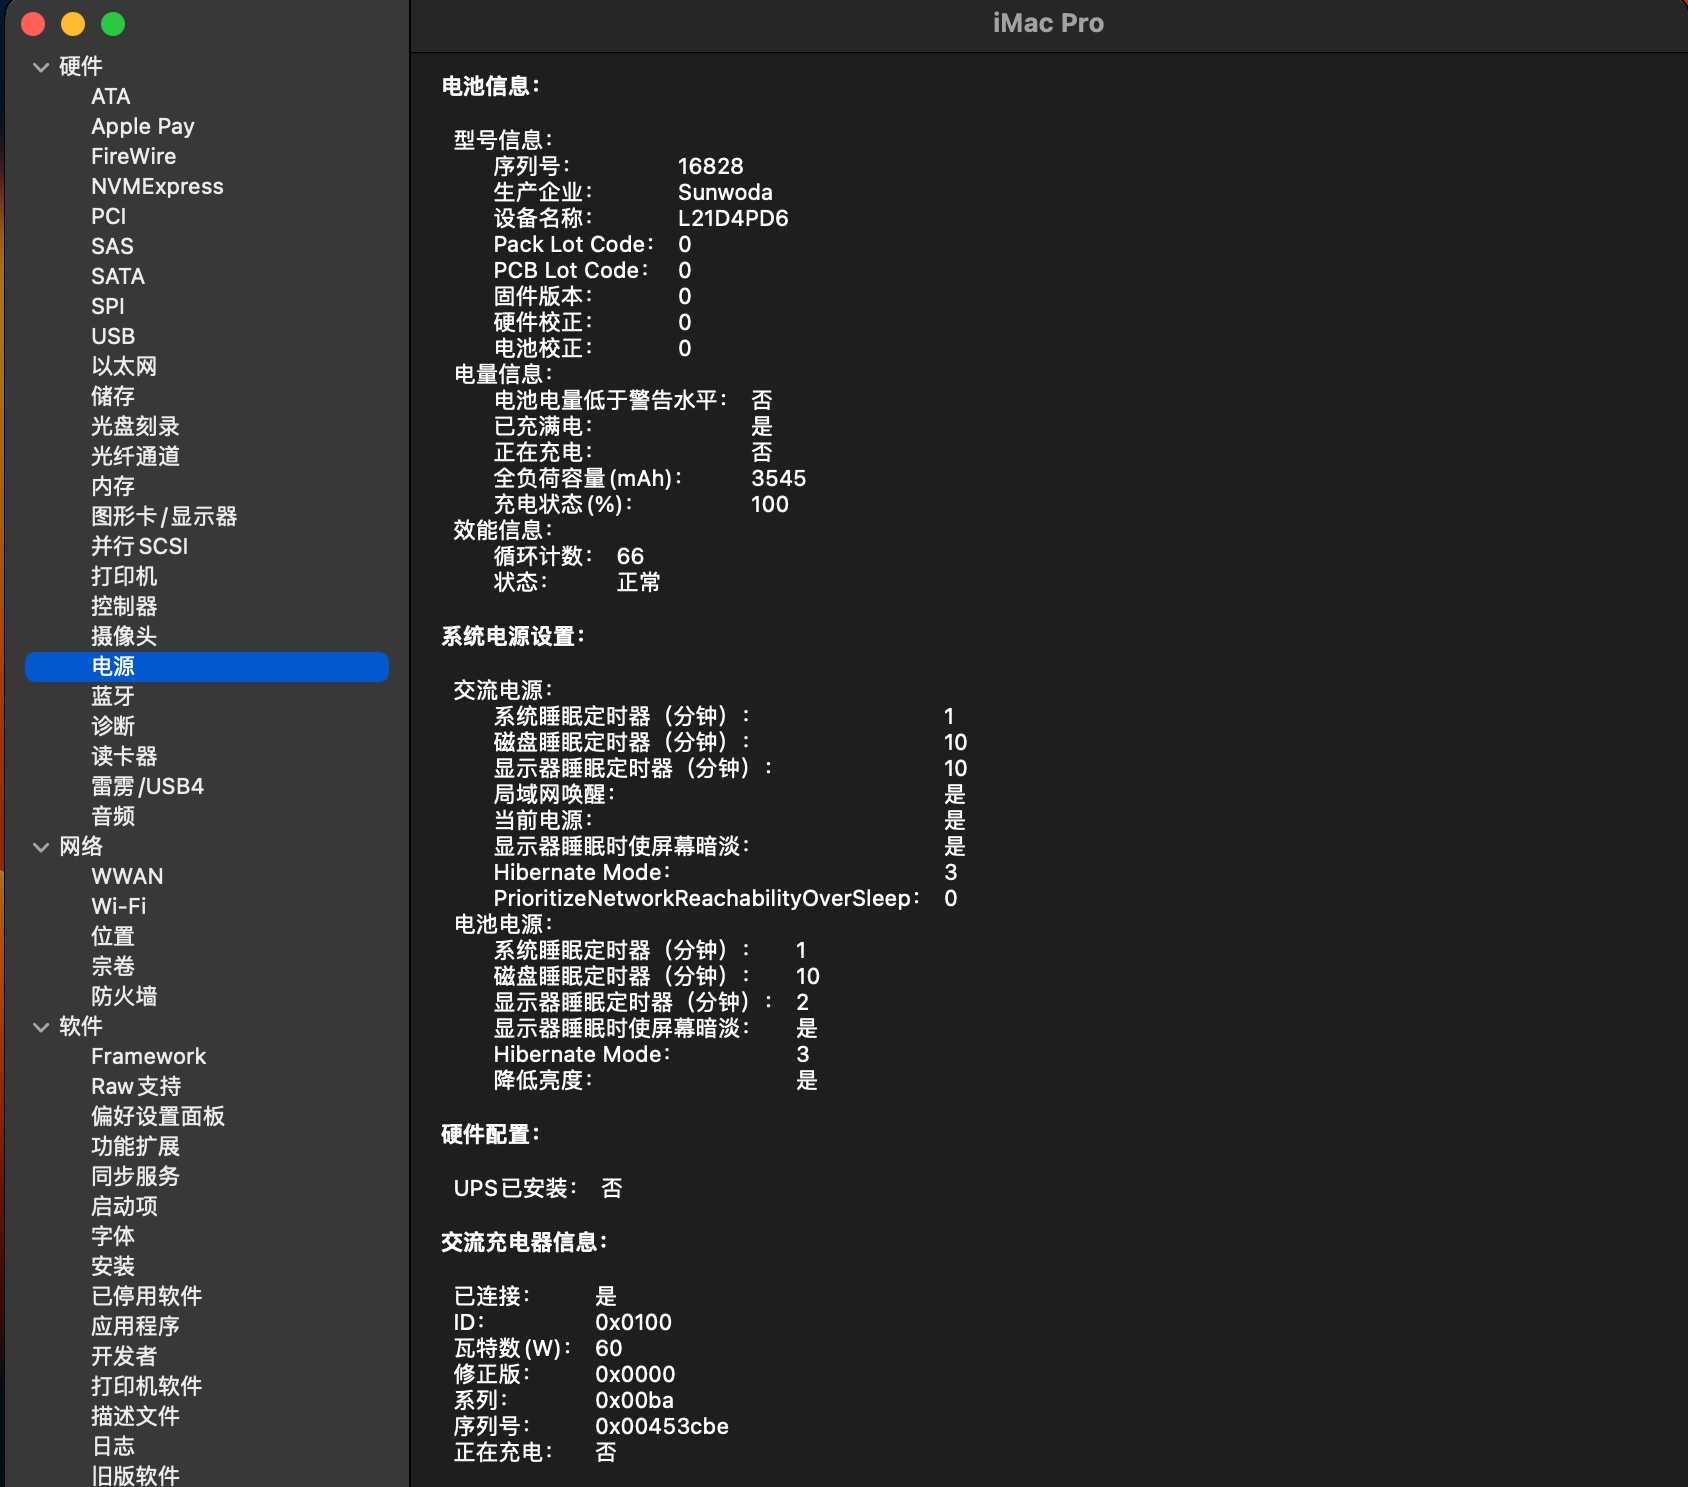 iMac Pro
硬件
ATA
Apple Pay
FireWire
NVMExpress
PCI
SAS
SATA
SPI
USB
以太网
储存
光盘刻录
光纤通道
内存
图形卡/显示器
并行SCSI
打印机
控制器
摄像头
电源
蓝牙
诊断
读卡器
雷雳/USB4
音频
网络
WWAN
Wi-Fi
位置
宗卷
防火墙
软件
Framework
Raw支持
偏好设置面板
功能扩展
同步服务
启动项
字体
安装
已停用软件
应用程序
开发者
打印机软件
描述文件
日志
旧版软件
电池信息：
型号信息：
序列号： 16828
生产企业： Sunwoda
设备名称： L21D4PD6
Pack Lot Code： 0
PCB Lot Code： 0
固件版本： 0
硬件校正： 0
电池校正： 0
电量信息：
电池电量低于警告水平： 否
已充满电： 是
正在充电： 否
全负荷容量(mAh)： 3545
充电状态(%)： 100
效能信息：
循环计数： 66
状态： 正常
系统电源设置：
交流电源：
系统睡眠定时器（分钟）： 1
磁盘睡眠定时器（分钟）： 10
显示器睡眠定时器（分钟）： 10
局域网唤醒： 是
当前电源： 是
显示器睡眠时使屏幕暗淡： 是
Hibernate Mode： 3
PrioritizeNetworkReachabilityOverSleep： 0
电池电源：
系统睡眠定时器（分钟）： 1
磁盘睡眠定时器（分钟）： 10
显示器睡眠定时器（分钟）： 2
显示器睡眠时使屏幕暗淡： 是
Hibernate Mode： 3
降低亮度： 是
硬件配置：
UPS已安装： 否
交流充电器信息：
已连接： 是
ID： 0x0100
瓦特数(W)： 60
修正版： 0x0000
系列： 0x00ba
序列号： 0x00453cbe
正在充电： 否